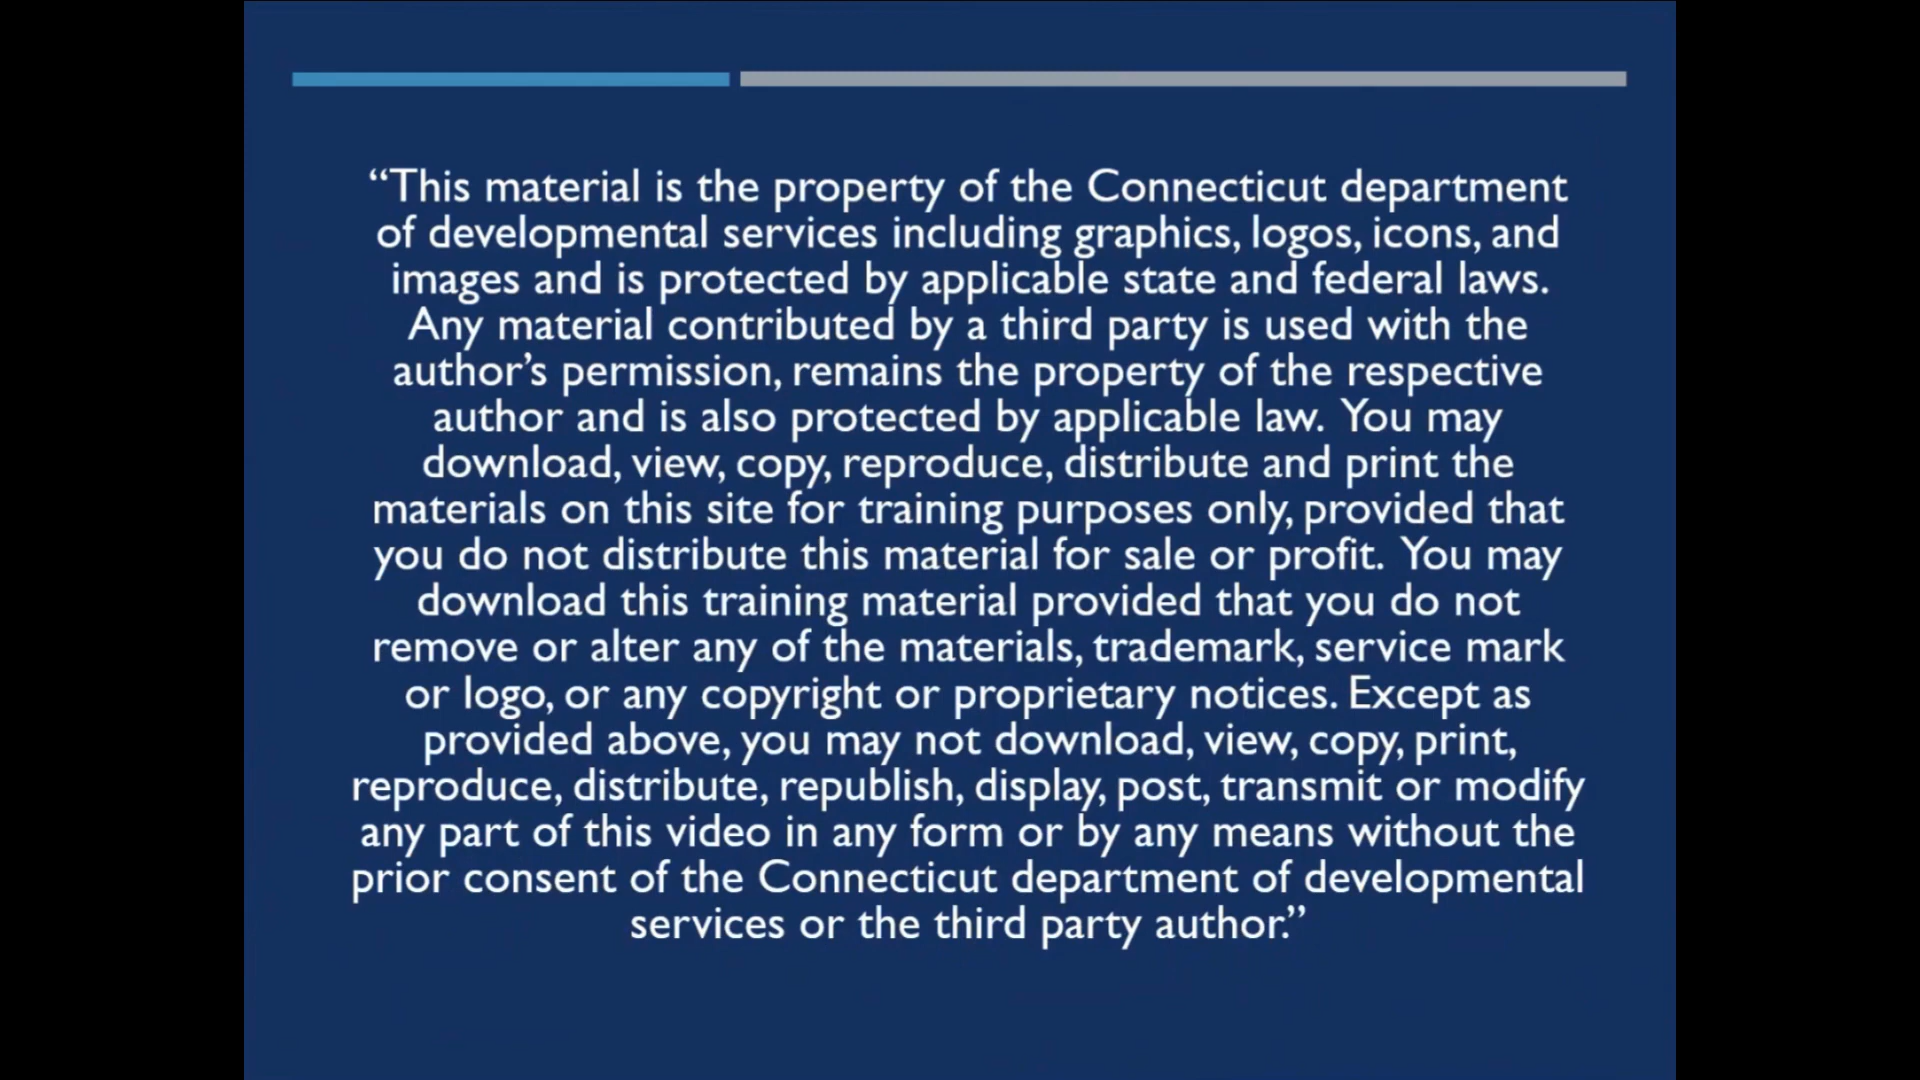 “This material is the property of the Connecticut department
of developmental services including graphics, logos, icons, and
images and is protected by applicable state and federal laws.
Any material contributed by a third party is used with the
author’s permission, remains the property of the respective
author and is also protected by applicable law. You may
download, view, copy, reproduce, distribute and print the
materials on this site for training purposes only, provided that
you do not distribute this material for sale or profit. You may
download this training material provided that you do not
remove or alter any of the materials, trademark, service mark
or logo, or any copyright or proprietary notices. Except as
provided above, you may not download, view, copy, print,
reproduce, distribute, republish, display, post, transmit or modify
any part of this video in any form or by any means without the
prior consent of the Connecticut department of developmental
services or the third party author.”